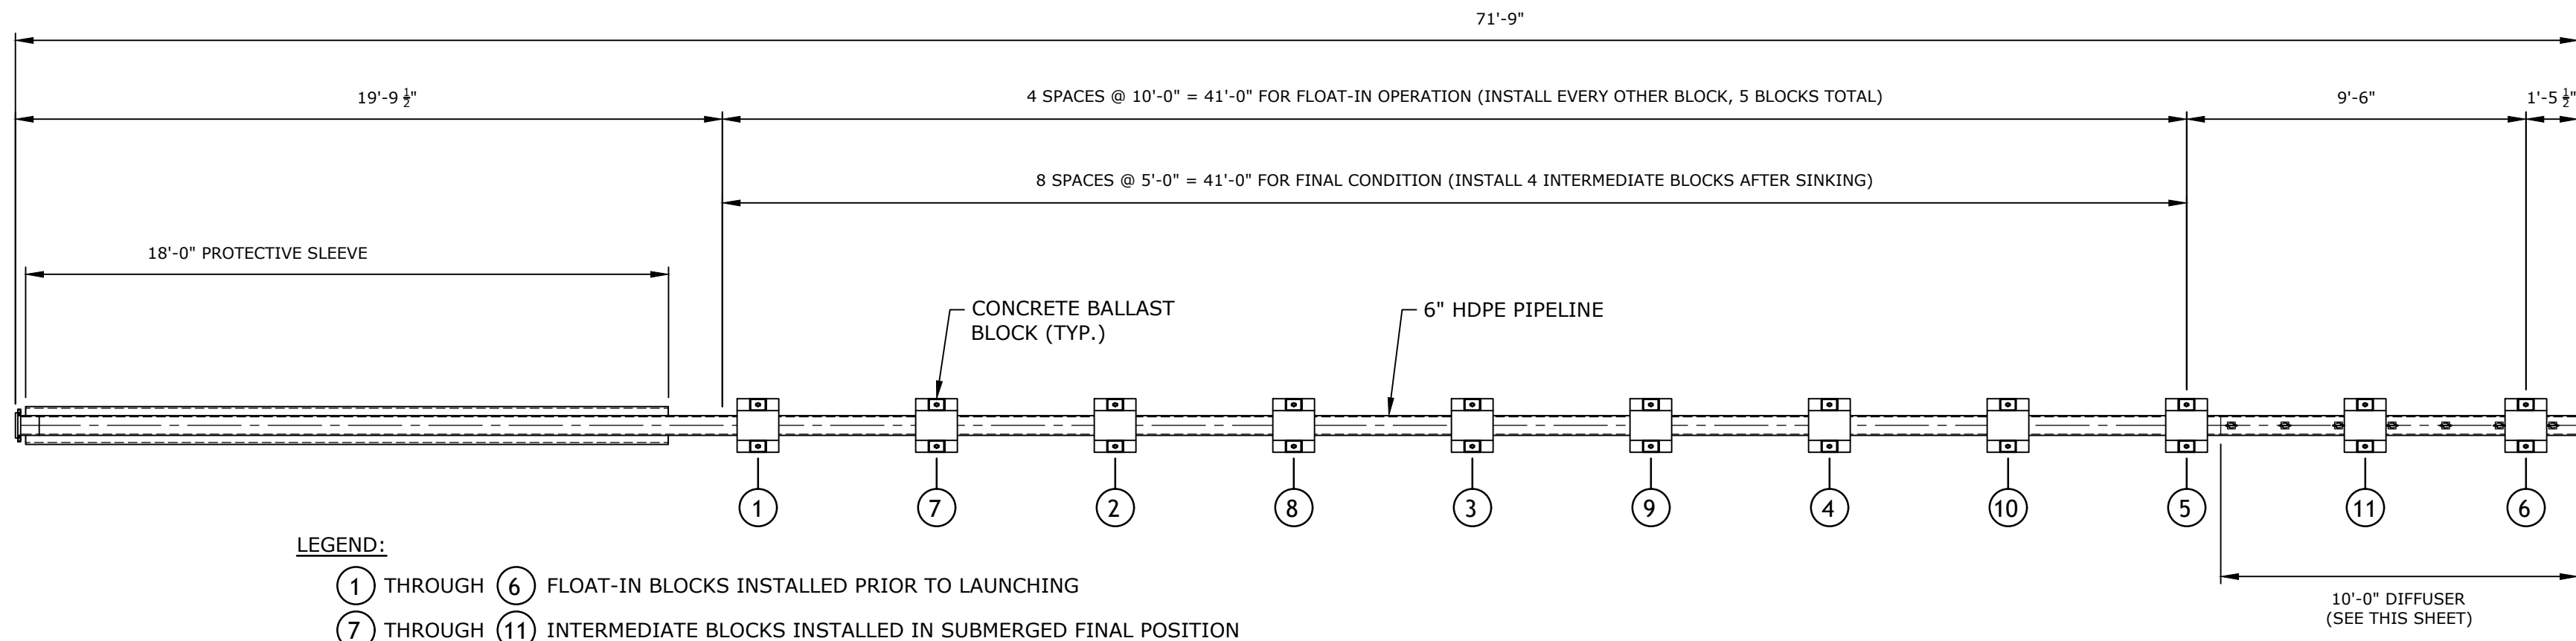 71'-9"
19'-9 ½"
4 SPACES @ 10'-0" = 41'-0" FOR FLOAT-IN OPERATION (INSTALL EVERY OTHER BLOCK, 5 BLOCKS TOTAL)
9'-6"
1'-5 ½"
8 SPACES @ 5'-0" = 41'-0" FOR FINAL CONDITION (INSTALL 4 INTERMEDIATE BLOCKS AFTER SINKING)
18'-0" PROTECTIVE SLEEVE
CONCRETE BALLAST
BLOCK (TYP.)
6" HDPE PIPELINE
1 7 2 8 3 9 4 10 5 11 6
LEGEND:
1 THROUGH 6 FLOAT-IN BLOCKS INSTALLED PRIOR TO LAUNCHING
7 THROUGH 11 INTERMEDIATE BLOCKS INSTALLED IN SUBMERGED FINAL POSITION
10'-0" DIFFUSER
(SEE THIS SHEET)